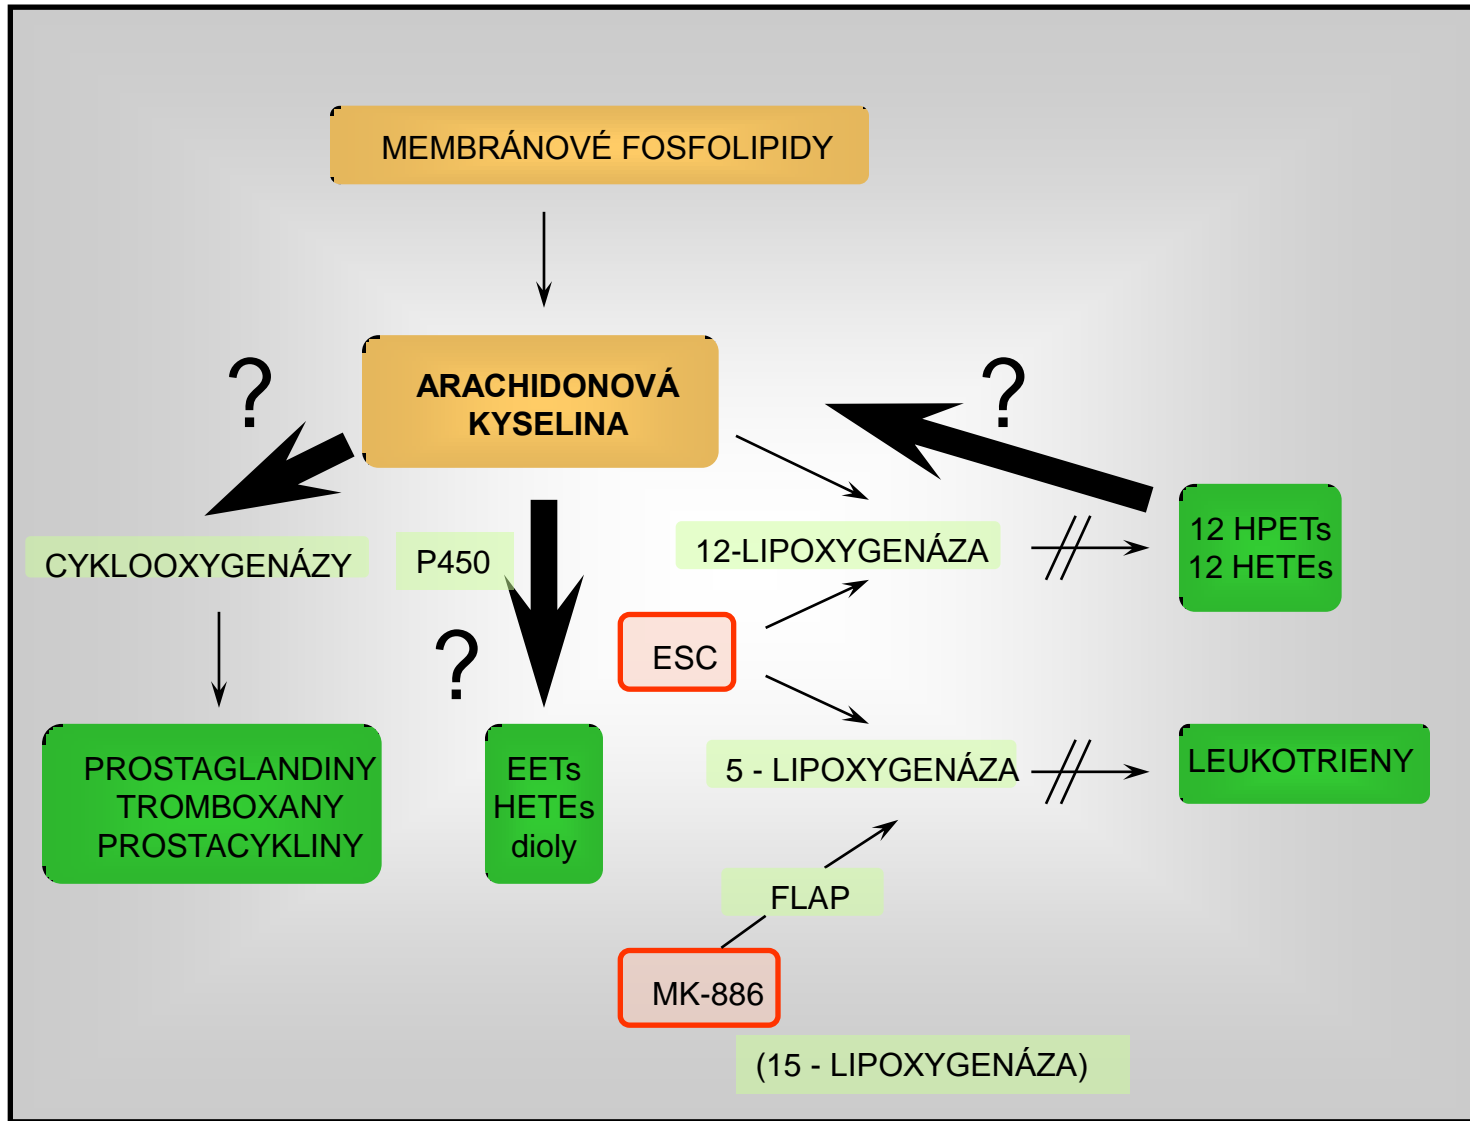 MEMBRÁNOVÉ FOSFOLIPIDY
?
ARACHIDONOVÁ
KYSELINA
?
CYKLOOXYGENÁZY
P450
12-LIPOXYGENÁZA
12 HPETs
12 HETEs
?
ESC
PROSTAGLANDINY
TROMBOXANY
PROSTACYKLINY
EETs
HETEs
dioly
5 - LIPOXYGENÁZA
LEUKOTRIENY
FLAP
MK-886
(15 - LIPOXYGENÁZA)